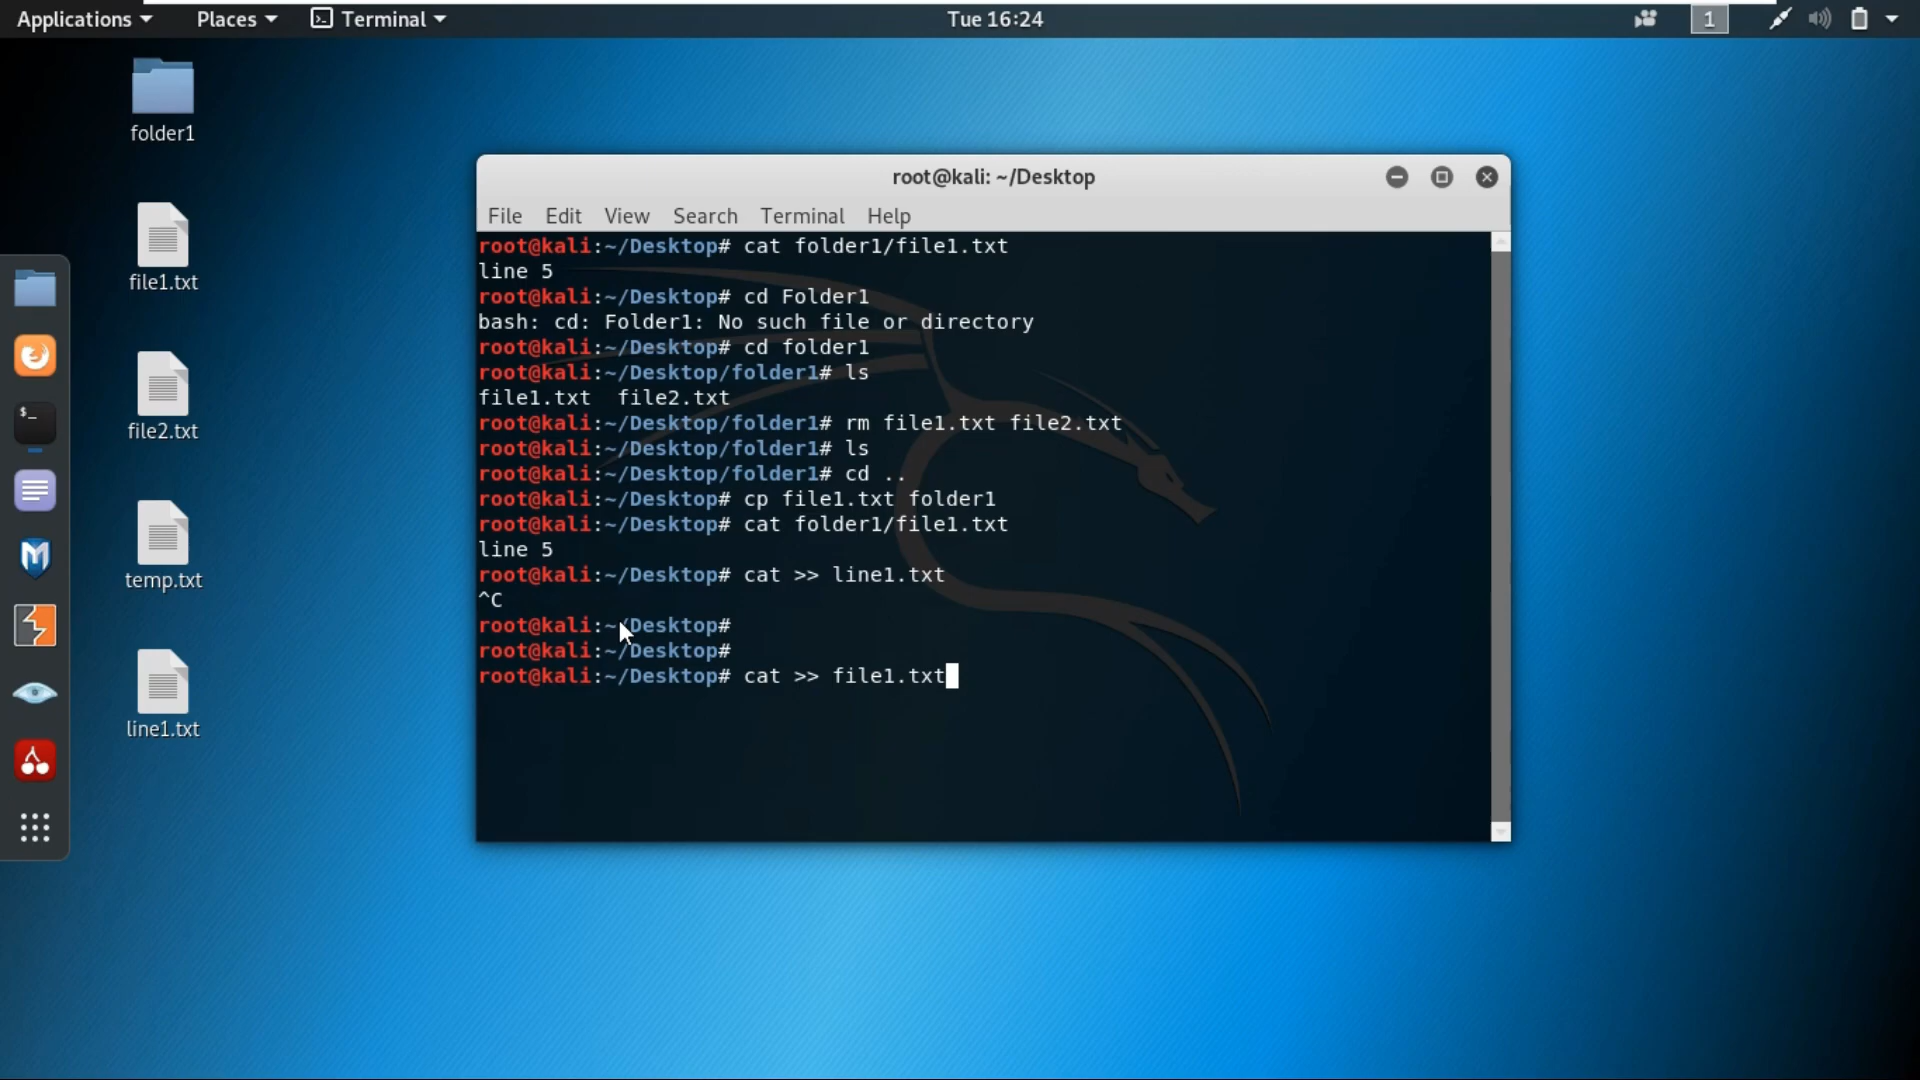 Applications Places Terminal Tue 16:24 1
folder1
file1.txt
file2.txt
temp.txt
line1.txt
$_
root@kali: ~/Desktop
File Edit View Search Terminal Help
root@kali:~/Desktop# cat folder1/file1.txt
line 5
root@kali:~/Desktop# cd Folder1
bash: cd: Folder1: No such file or directory
root@kali:~/Desktop# cd folder1
root@kali:~/Desktop/folder1# ls
file1.txt  file2.txt
root@kali:~/Desktop/folder1# rm file1.txt file2.txt
root@kali:~/Desktop/folder1# ls
root@kali:~/Desktop/folder1# cd ..
root@kali:~/Desktop# cp file1.txt folder1
root@kali:~/Desktop# cat folder1/file1.txt
line 5
root@kali:~/Desktop# cat >> line1.txt
^C
root@kali:~/Desktop#
root@kali:~/Desktop#
root@kali:~/Desktop# cat >> file1.txt